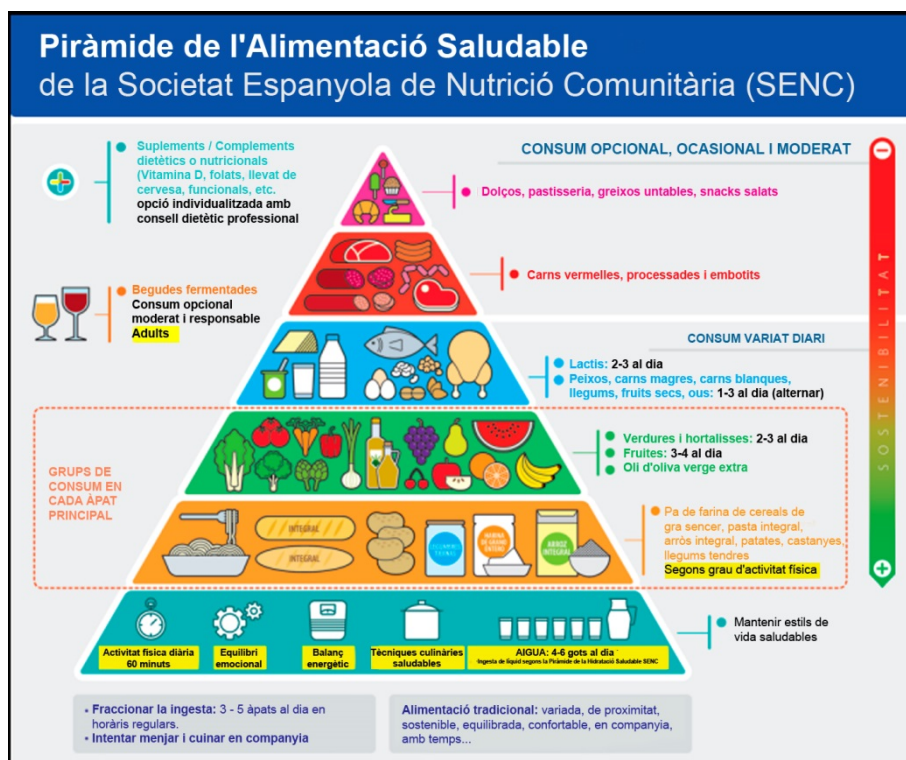 Piràmide de l'Alimentació Saludable
de la Societat Espanyola de Nutrició Comunitària (SENC)
Suplements / Complements
dietètics o nutricionals
(Vitamina D, folats, llevat de
cervesa, funcionals, etc.
opció individualitzada amb
consell dietètic professional
CONSUM OPCIONAL, OCASIONAL I MODERAT
Dolços, pastisseria, greixos untables, snacks salats
Carns vermelles, processades i embotits
Begudes fermentades
Consum opcional
moderat i responsable
Adults
CONSUM VARIAT DIARI
Lactis: 2-3 al dia
Peixos, carns magres, carns blanques,
llegums, fruits secs, ous: 1-3 al dia (alternar)
SOSTENIBILITAT
GRUPS DE
CONSUM EN
CADA ÀPAT
PRINCIPAL
Verdures i hortalisses: 2-3 al dia
Fruites: 3-4 al dia
Oli d'oliva verge extra
INTEGRAL
INTEGRAL
HARINA
DE GRANO
ENTERO
ARROZ
INTEGRAL
Pa de farina de cereals de
gra sencer, pasta integral,
arròs integral, patates, castanyes,
llegums tendres
Segons grau d'activitat física
Activitat física diària
60 minuts
Equilibri
emocional
Balanç
energètic
Tècniques culinàries
saludables
AIGUA: 4-6 gots al dia
Ingesta de líquid segons la Piràmide de la Hidratació Saludable SENC
Mantenir estils de
vida saludables
• Fraccionar la ingesta: 3 - 5 àpats al dia en
horàris regulars.
• Intentar menjar i cuinar en companyia
Alimentació tradicional: variada, de proximitat,
sostenible, equilibrada, confortable, en companyia,
amb temps...